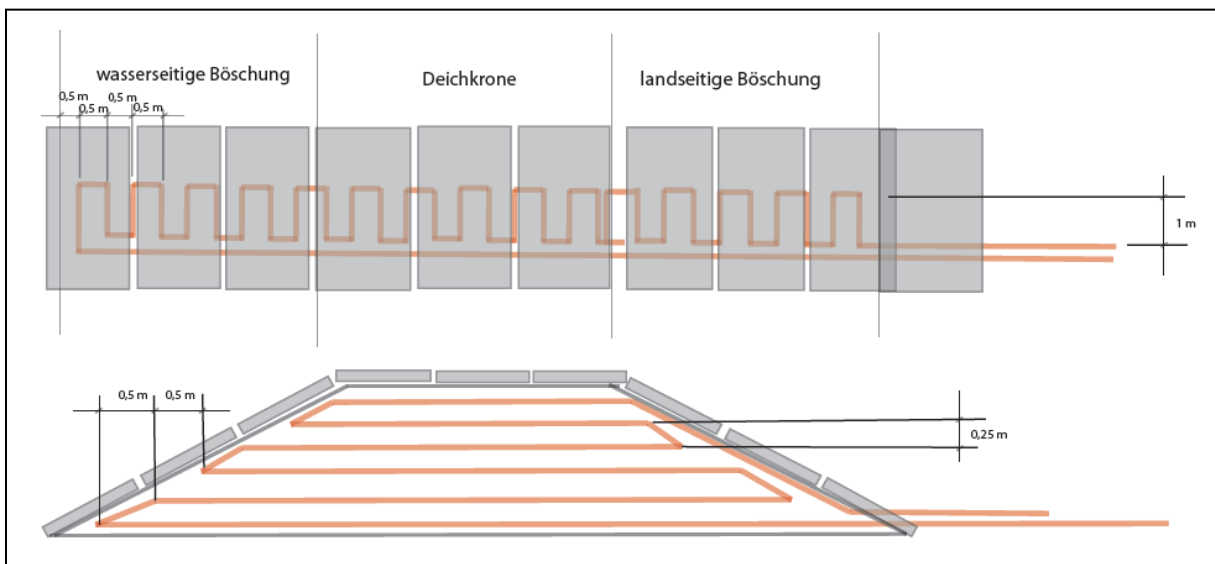 wasserseitige Böschung
Deichkrone
landseitige Böschung
0,5 m
0,5 m
0,5 m
0,5 m
1 m
0,5 m
0,5 m
0,25 m